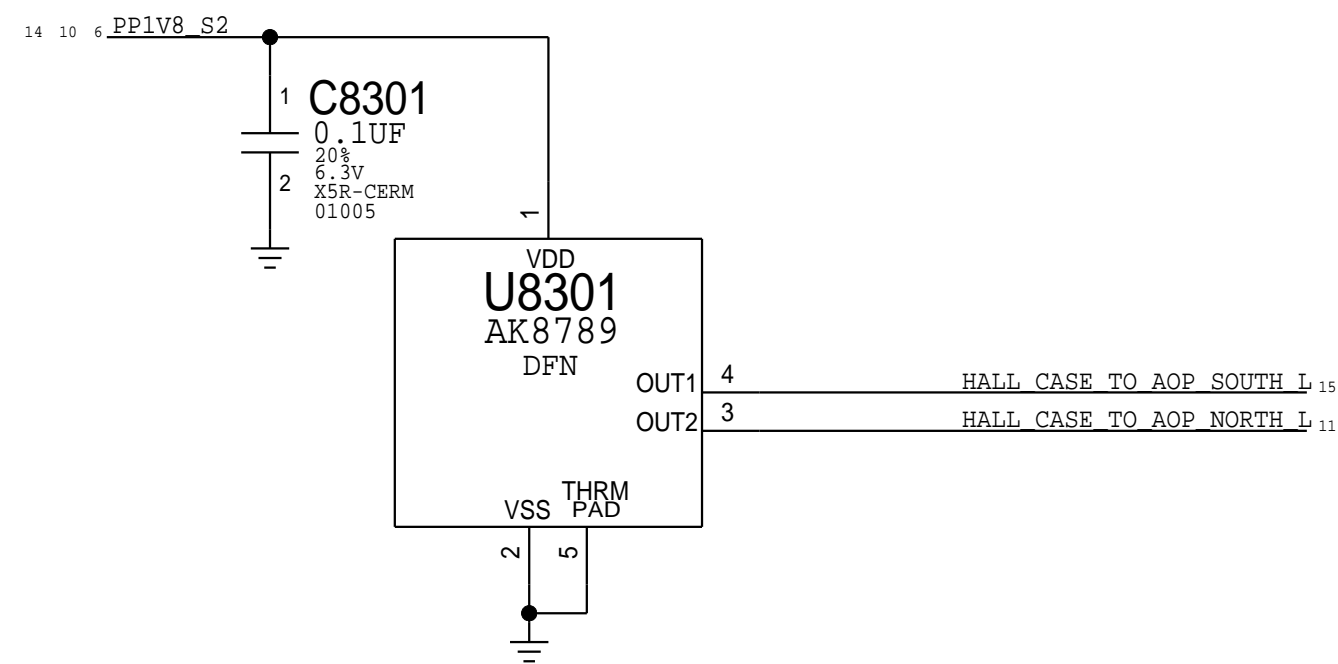 14 10 6 PP1V8_S2
1
C8301
0.1UF
20%
6.3V
2
X5R-CERM
01005
1
VDD
U8301
AK8789
DFN
OUT1 4 HALL_CASE_TO_AOP_SOUTH_L 15
OUT2 3 HALL_CASE_TO_AOP_NORTH_L 11
VSS
THRM
PAD
2
5